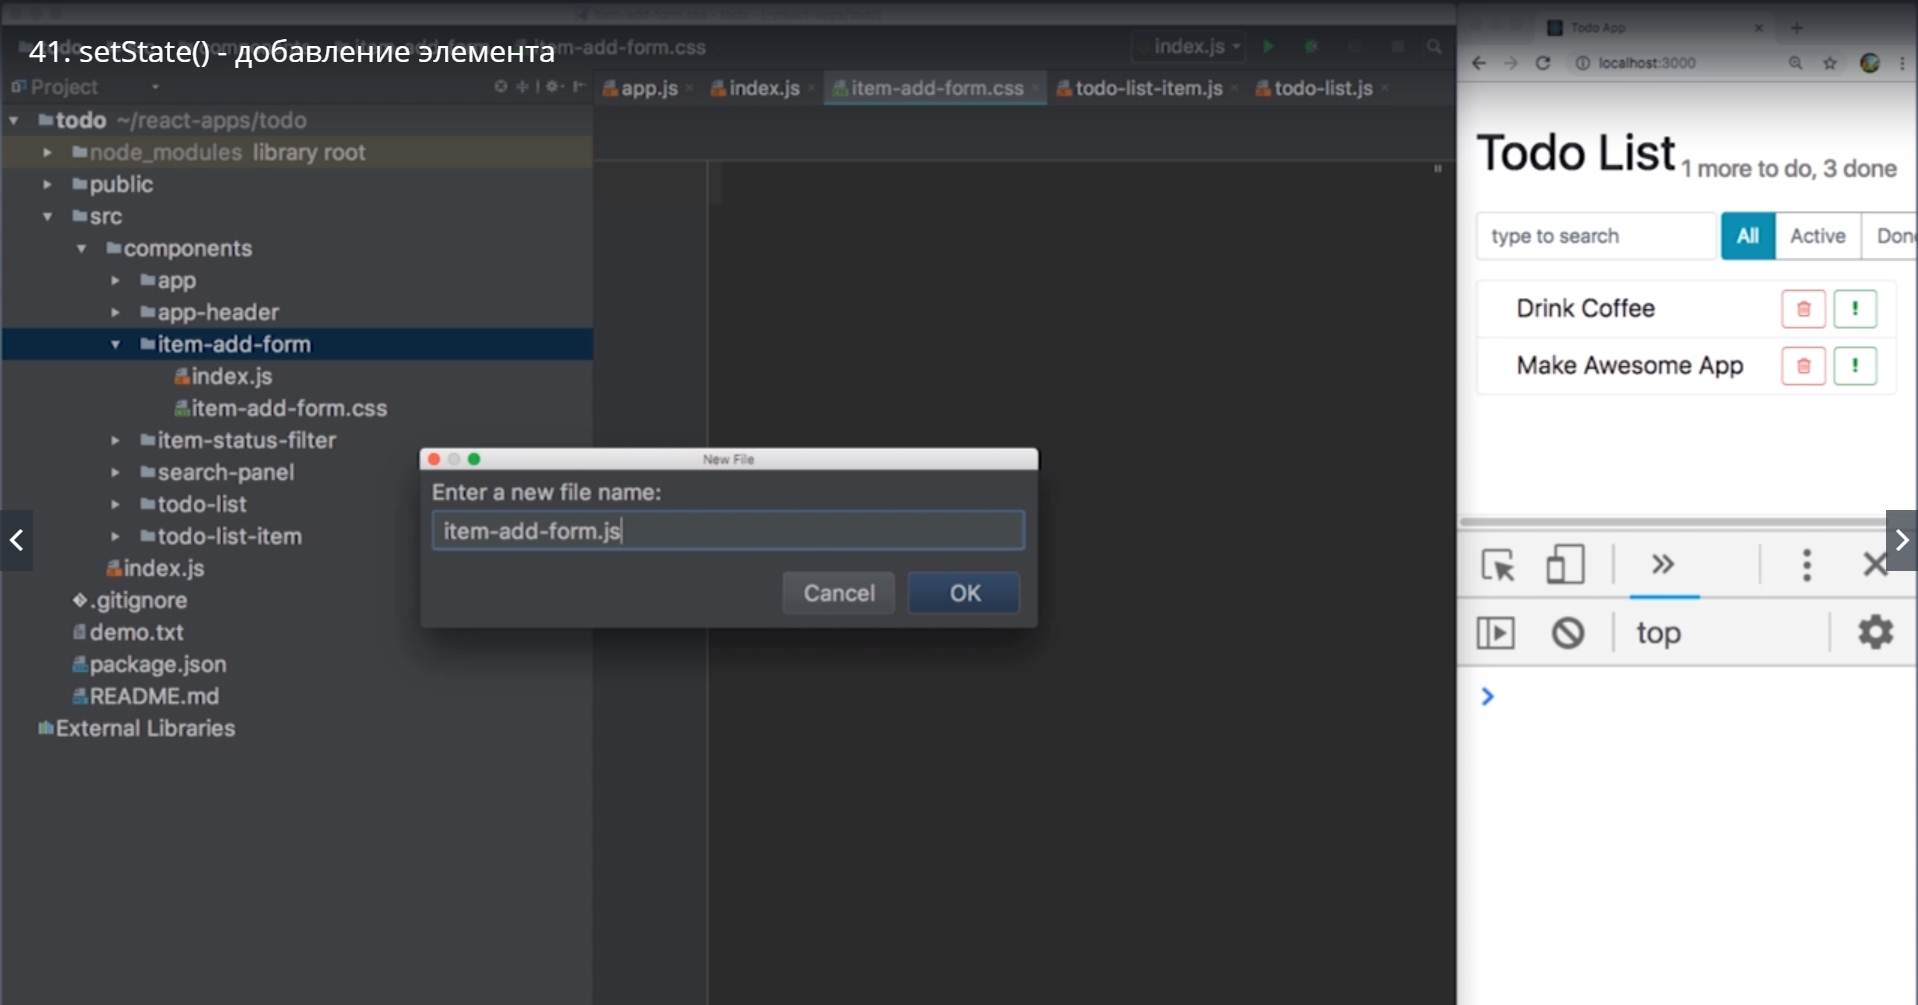 41. setState() - добавление элемента
item-add-form.css
index.js
Project
app.js
index.js
item-add-form.css
todo-list-item.js
todo-list.js
todo ~/react-apps/todo
node_modules library root
public
src
components
app
app-header
item-add-form
index.js
item-add-form.css
item-status-filter
search-panel
todo-list
todo-list-item
index.js
.gitignore
demo.txt
package.json
README.md
External Libraries
New File
Enter a new file name:
item-add-form.js
Cancel
OK
Todo App
localhost:3000
Todo List
1 more to do, 3 done
type to search
All
Active
Done
Drink Coffee
Make Awesome App
top